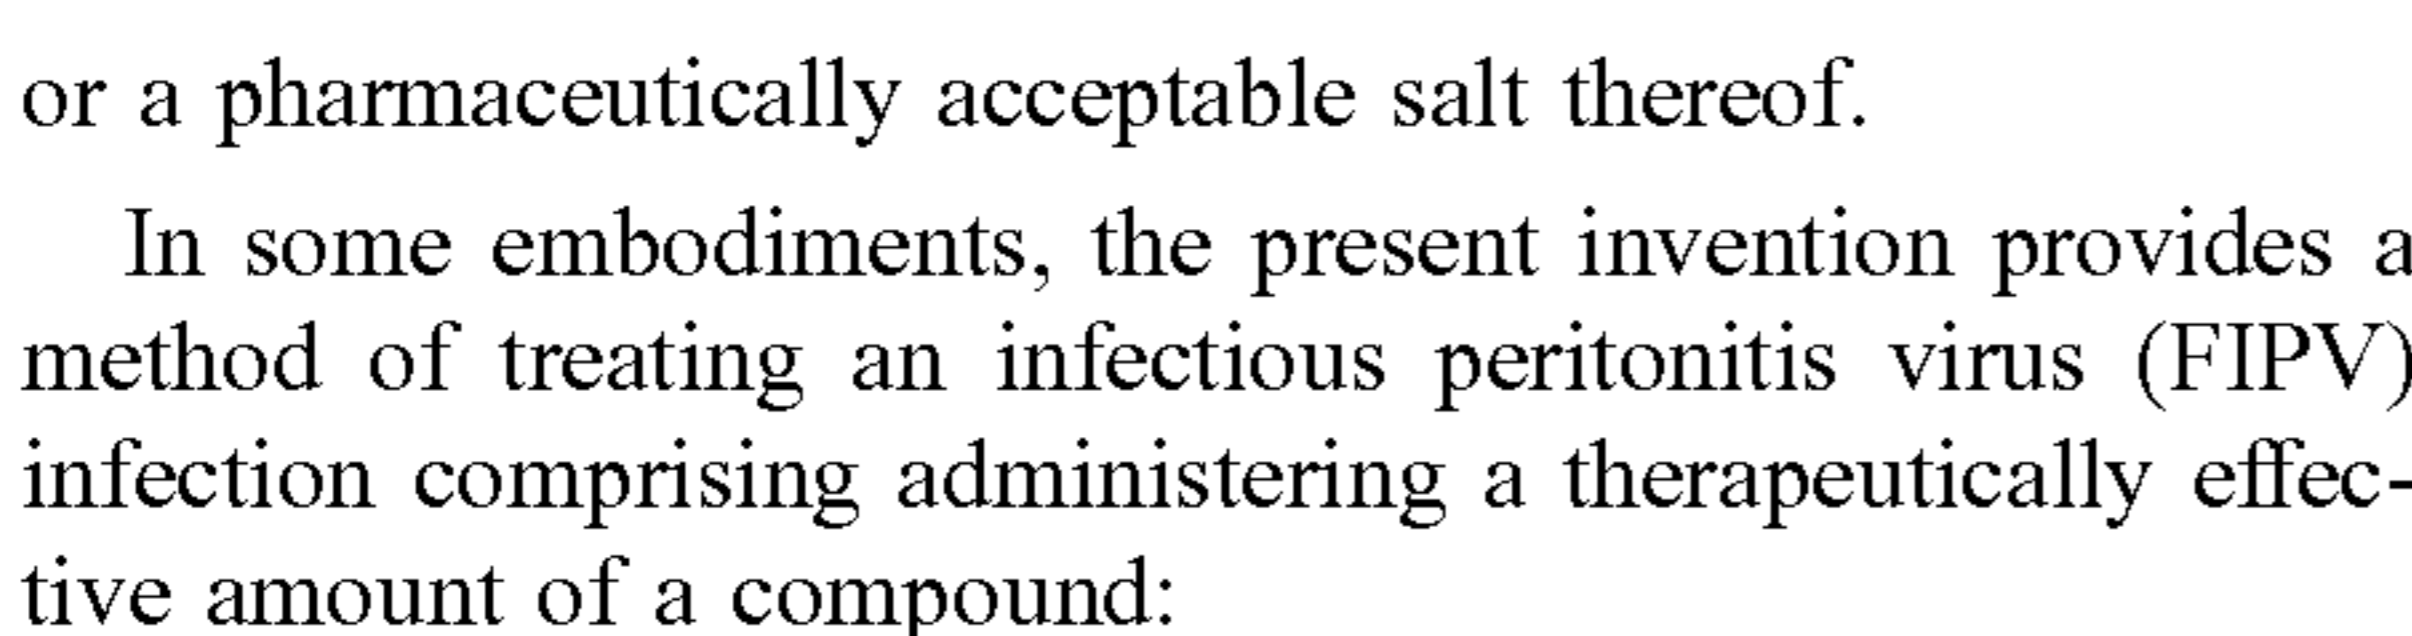 or a pharmaceutically acceptable salt thereof.
In some embodiments, the present invention provides a
method of treating an infectious peritonitis virus (FIPV)
infection comprising administering a therapeutically effec-
tive amount of a compound: